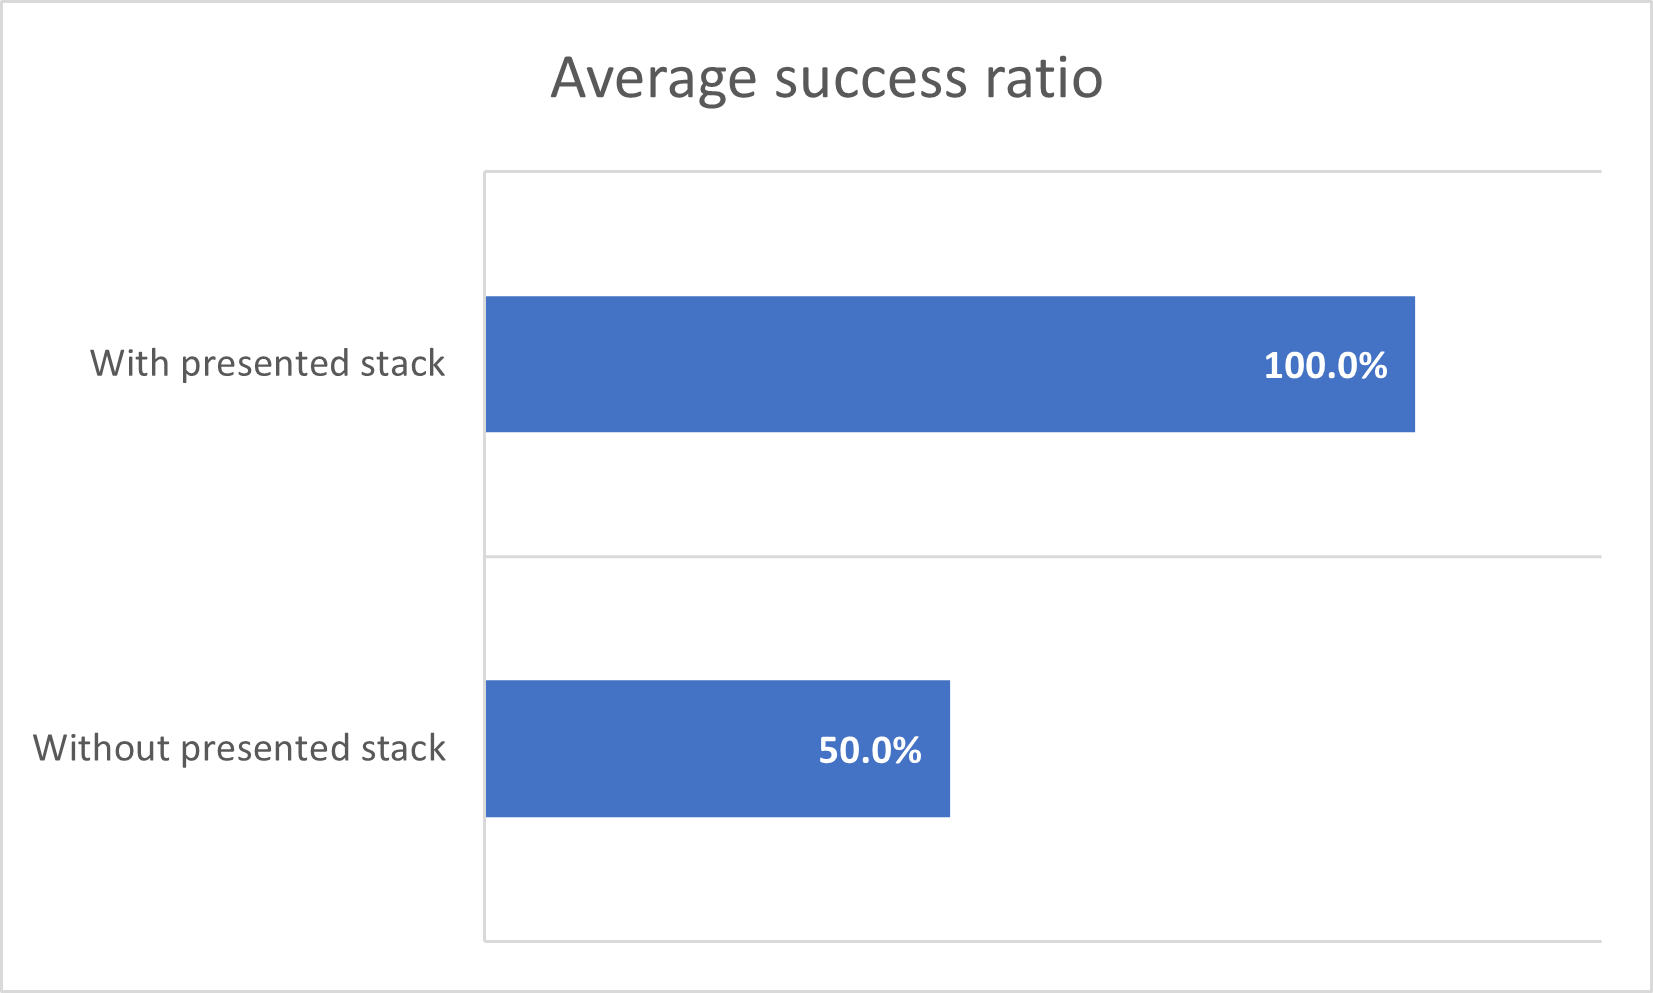 Average success ratio
With presented stack
100.0%
Without presented stack
50.0%